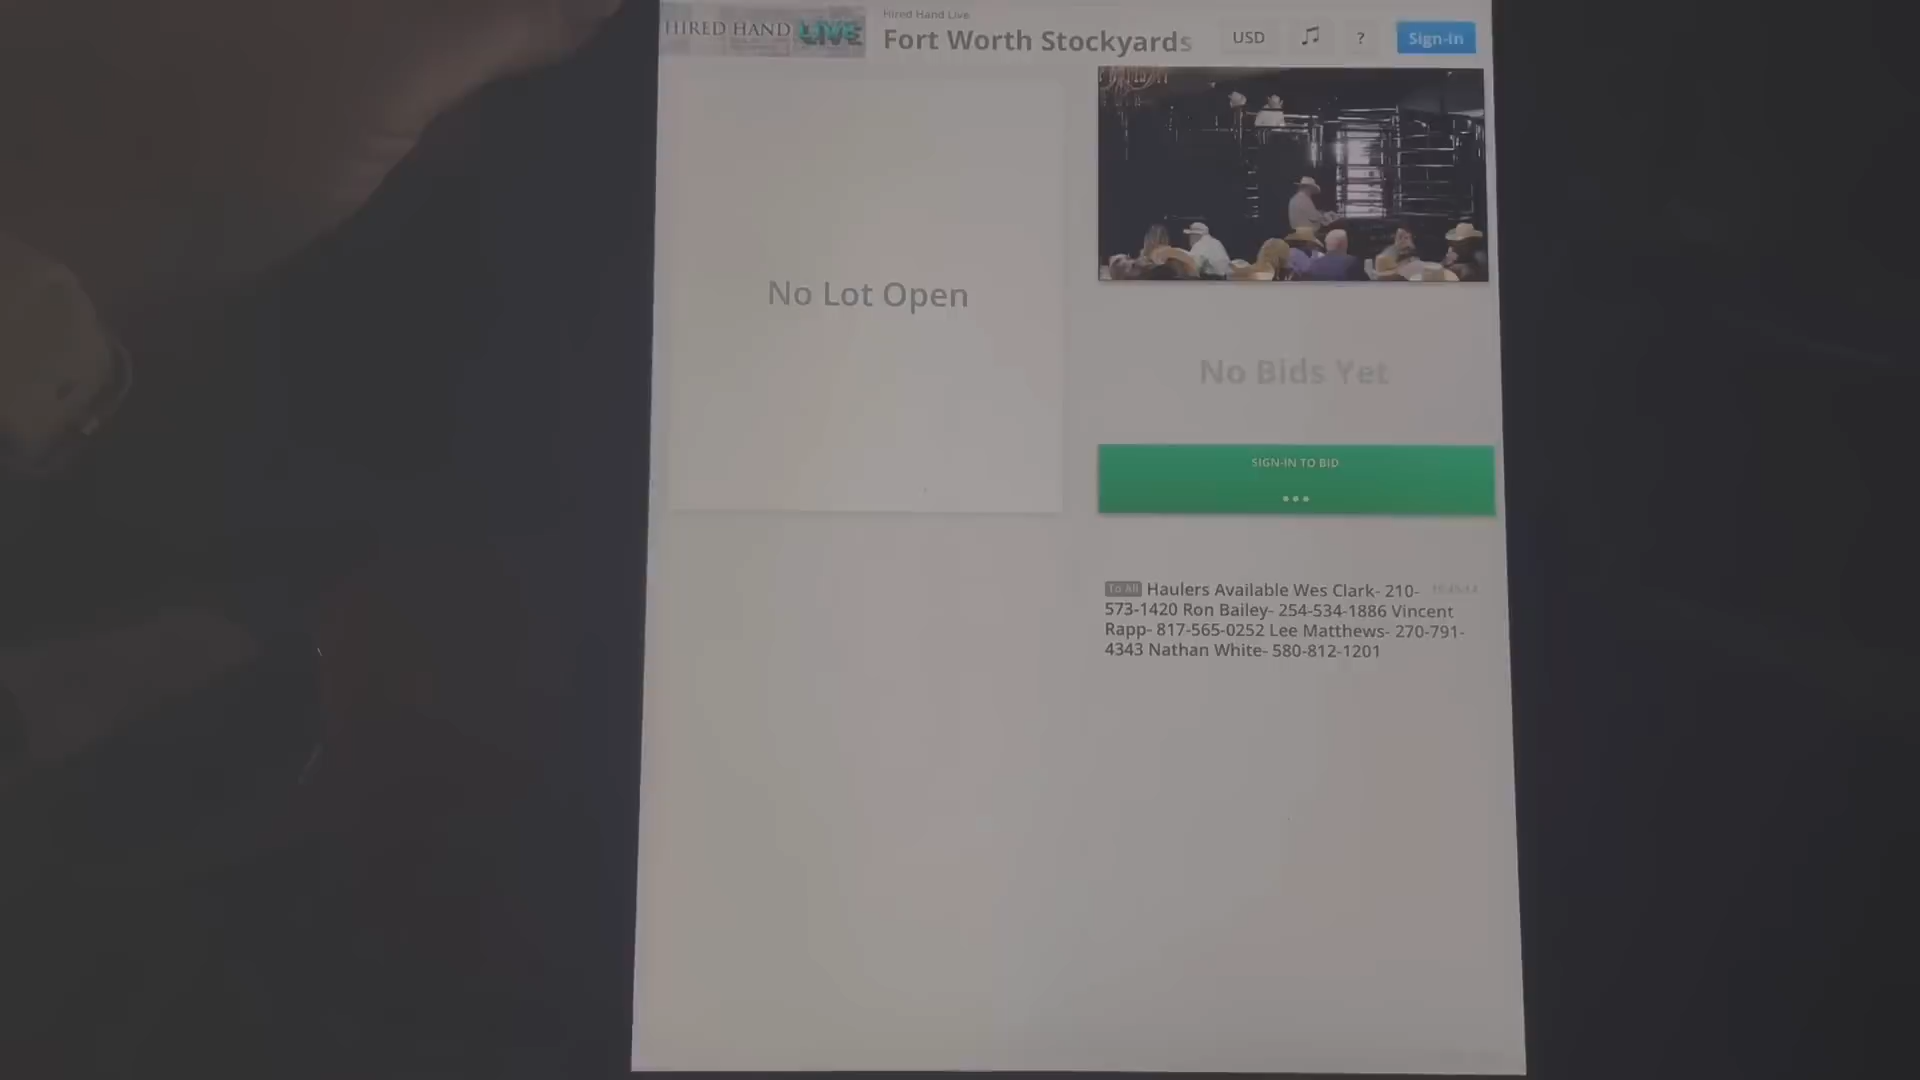 HIRED HAND LIVE
Hired Hand Live
Fort Worth Stockyards
USD
?
Sign-In
No Lot Open
No Bids Yet
SIGN-IN TO BID
To All Haulers Available Wes Clark- 210-
573-1420 Ron Bailey- 254-534-1886 Vincent
Rapp- 817-565-0252 Lee Matthews- 270-791-
4343 Nathan White- 580-812-1201